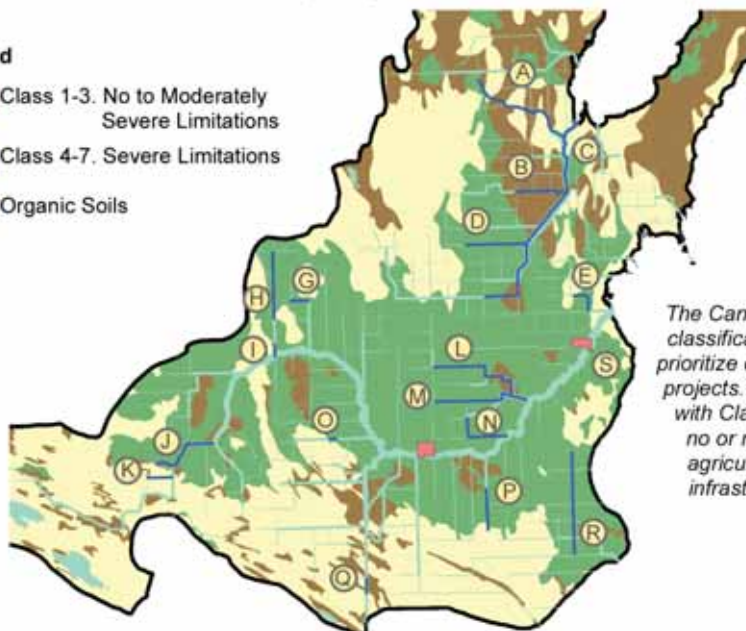 d
Class 1-3. No to Moderately
Severe Limitations
Class 4-7. Severe Limitations
Organic Soils
A
B
C
D
E
G
H
I
L
M
N
O
J
K
P
Q
R
S
The Can
classifica
prioritize
projects.
with Cla
no or
agricu
infrast